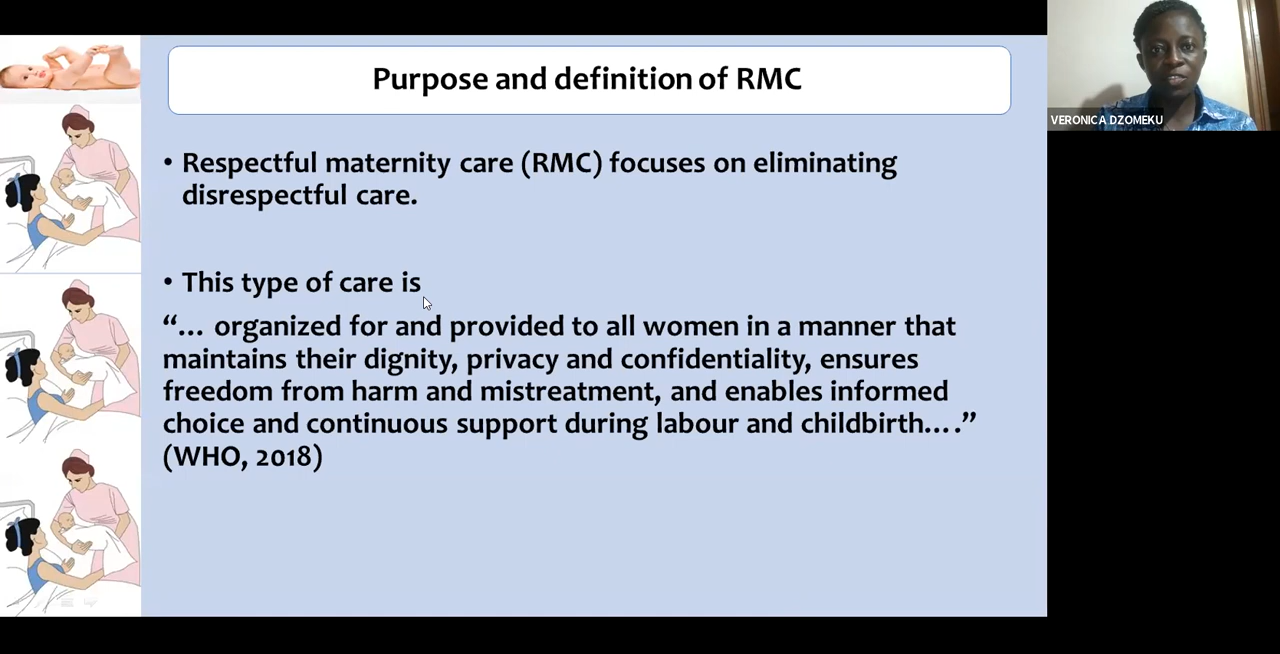 Purpose and definition of RMC
VERONICA DZOMEKU
• Respectful maternity care (RMC) focuses on eliminating
disrespectful care.
• This type of care is
“… organized for and provided to all women in a manner that
maintains their dignity, privacy and confidentiality, ensures
freedom from harm and mistreatment, and enables informed
choice and continuous support during labour and childbirth….”
(WHO, 2018)